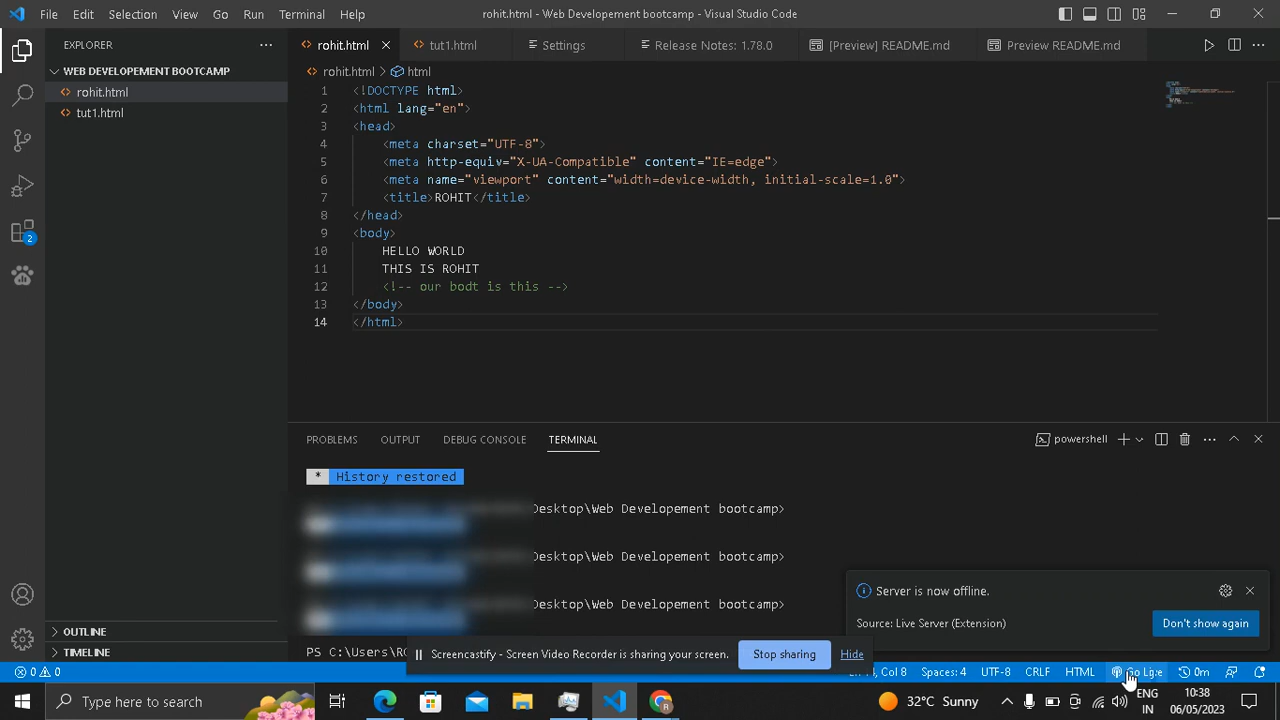 File Edit Selection View Go Run Terminal Help rohit.html - Web Developement bootcamp - Visual Studio Code
EXPLORER
rohit.html tut1.html Settings Release Notes: 1.78.0 [Preview] README.md Preview README.md
WEB DEVELOPEMENT BOOTCAMP
rohit.html
tut1.html
rohit.html > html
1 <!DOCTYPE html>
2 <html lang="en">
3 <head>
4 <meta charset="UTF-8">
5 <meta http-equiv="X-UA-Compatible" content="IE=edge">
6 <meta name="viewport" content="width=device-width, initial-scale=1.0">
7 <title>ROHIT</title>
8 </head>
9 <body>
10 HELLO WORLD
11 THIS IS ROHIT
12 <!-- our bodt is this -->
13 </body>
14 </html>
2
PROBLEMS OUTPUT DEBUG CONSOLE TERMINAL powershell
* History restored
Desktop\Web Developement bootcamp>
Desktop\Web Developement bootcamp>
Desktop\Web Developement bootcamp>
PS C:\Users\
Server is now offline.
Source: Live Server (Extension) Don't show again
OUTLINE
TIMELINE
Screencastify - Screen Video Recorder is sharing your screen. Stop sharing Hide
0 0 Col 8 Spaces: 4 UTF-8 CRLF HTML Go Live 0m
Type here to search 32°C Sunny ENG IN 10:38 06/05/2023